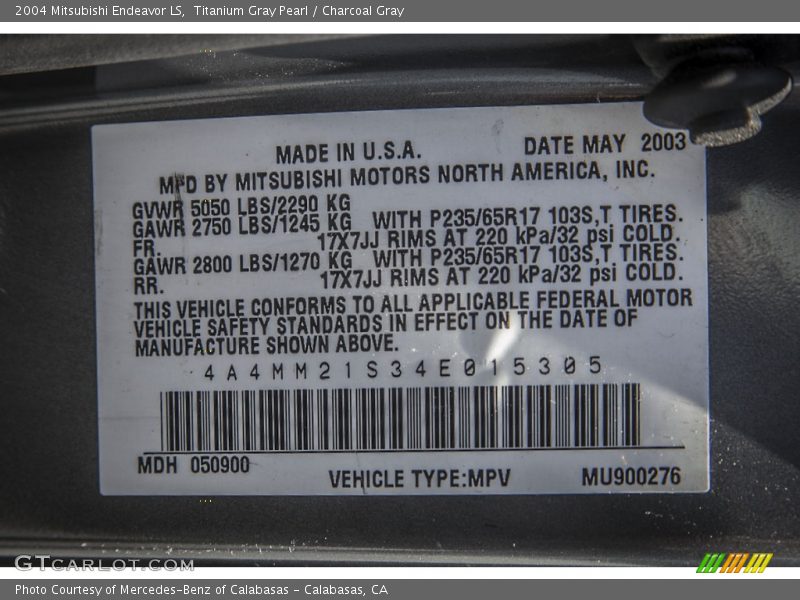 2004 Mitsubishi Endeavor LS,  Titanium Gray Pearl / Charcoal Gray
MADE IN U.S.A.
DATE MAY 2003
MFD BY MITSUBISHI MOTORS NORTH AMERICA, INC.
GVWR 5050 LBS/2290 KG
GAWR 2750 LBS/1245 KG WITH P235/65R17 103S,T TIRES.
FR. 17X7JJ RIMS AT 220 kPa/32 psi COLD.
GAWR 2800 LBS/1270 KG WITH P235/65R17 103S,T TIRES.
RR. 17X7JJ RIMS AT 220 kPa/32 psi COLD.
THIS VEHICLE CONFORMS TO ALL APPLICABLE FEDERAL MOTOR
VEHICLE SAFETY STANDARDS IN EFFECT ON THE DATE OF
MANUFACTURE SHOWN ABOVE.
4A4MM21S34E015305
MDH 050900
VEHICLE TYPE:MPV
MU900276
GTCARLOT.COM
Photo Courtesy of Mercedes-Benz of Calabasas - Calabasas, CA